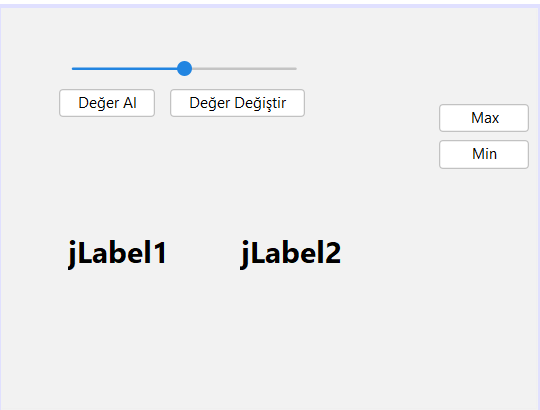 Değer Al
Değer Değiştir
Max
Min
jLabel1
jLabel2